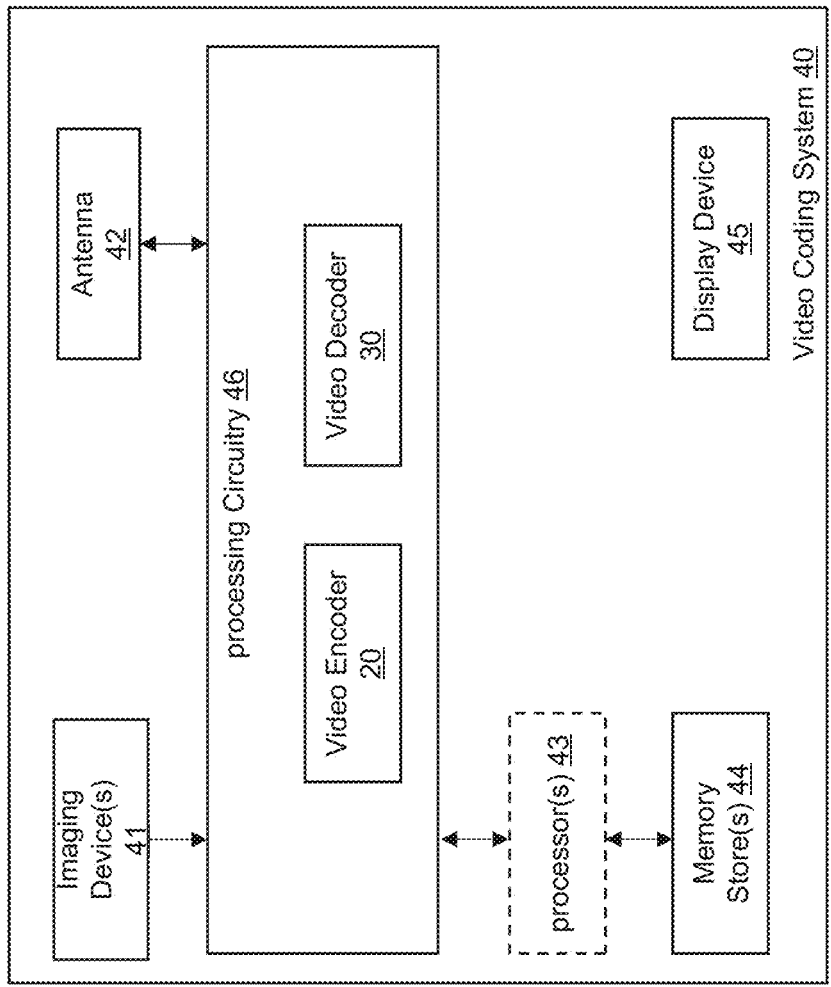 Imaging
Device(s)
41
Antenna
42
processing Circuitry 46
Video Encoder
20
Video Decoder
30
processor(s) 43
Memory
Store(s) 44
Display Device
45
Video Coding System 40